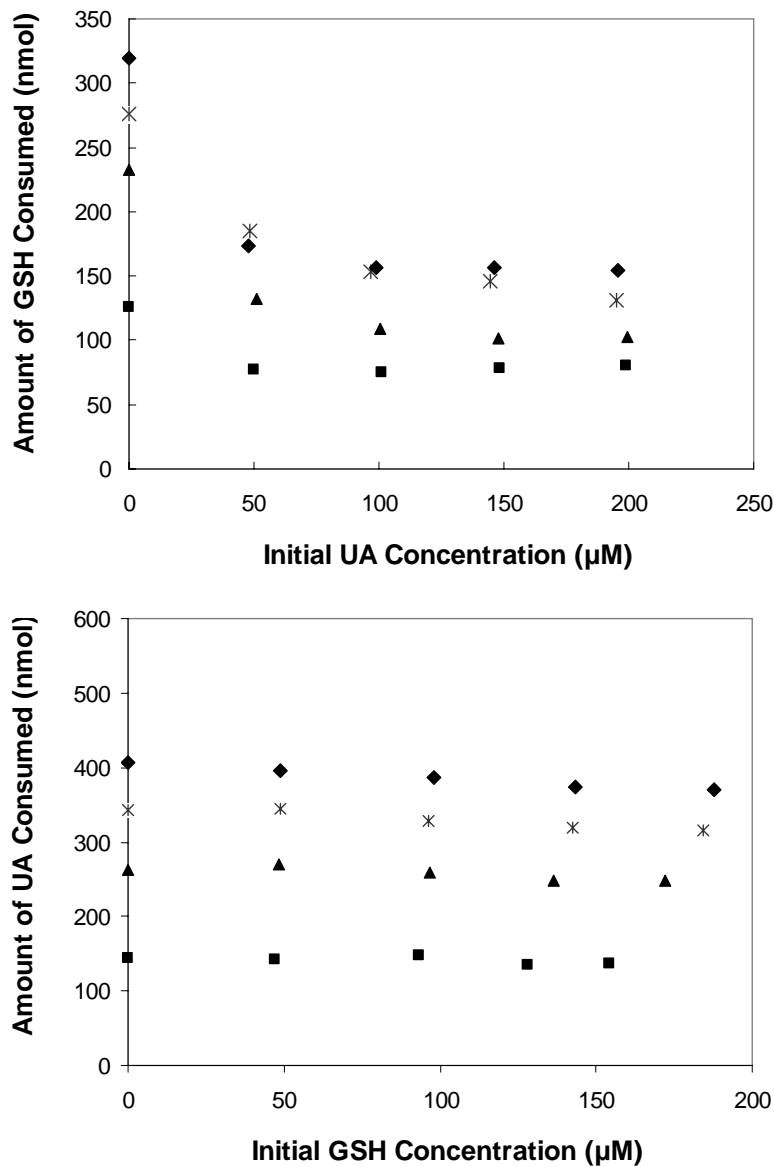 350
300
250
200
150
100
50
0
Amount of GSH Consumed (nmol)
0 50 100 150 200 250
Initial UA Concentration (µM)
600
500
400
300
200
100
0
Amount of UA Consumed (nmol)
0 50 100 150 200
Initial GSH Concentration (µM)